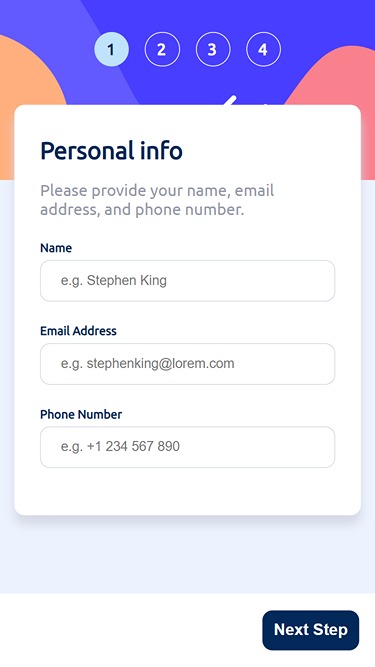 1 2 3 4
Personal info
Please provide your name, email
address, and phone number.
Name
e.g. Stephen King
Email Address
e.g. stephenking@lorem.com
Phone Number
e.g. +1 234 567 890
Next Step